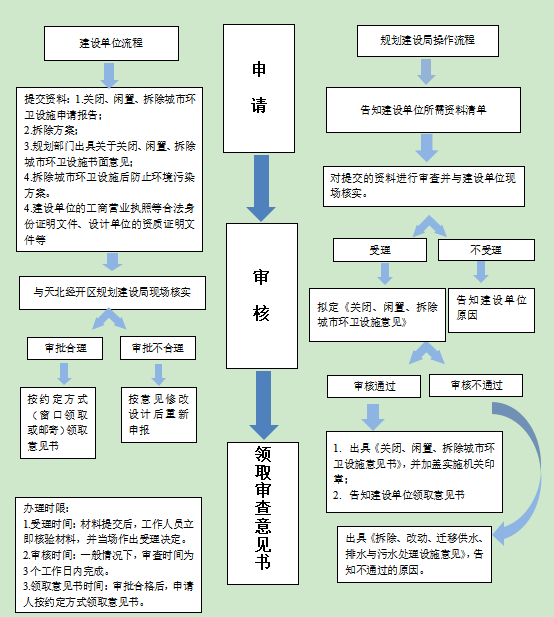 建设单位流程
提交资料：1.关闭、闲置、拆除城市环
卫设施申请报告；
2.拆除方案；
3.规划部门出具关于关闭、闲置、拆除
城市环卫设施书面意见；
4.拆除城市环卫设施后防止环境污染
方案。
4.建设单位的工商营业执照等合法身
份证明文件、设计单位的资质证明文
件等
与天北经开区规划建设局现场核实
审批合理
审批不合理
按约定方式
（窗口领取
或邮寄）领取
意见书
按意见修改
设计后重新
申报
办理时限：
1.受理时间：材料提交后，工作人员立
即核验材料，并当场作出受理决定。
2.审核时间：一般情况下，审查时间为
3个工作日内完成。
3.领取意见书时间：审批合格后，申请
人按约定方式领取意见书。
申
请
审
核
领取审查意见书
规划建设局操作流程
告知建设单位所需资料清单
对提交的资料进行审查并与建设单位现
场核实。
受理
不受理
拟定《关闭、闲置、拆除
城市环卫设施意见》
告知建设单位
原因
审核通过
审核不通过
1. 出具《关闭、闲置、拆除城市环
卫设施意见书》，并加盖实施机关印
章；
2. 告知建设单位领取意见书
出具《拆除、改动、迁移供水、
排水与污水处理设施意见》，告
知不通过的原因。